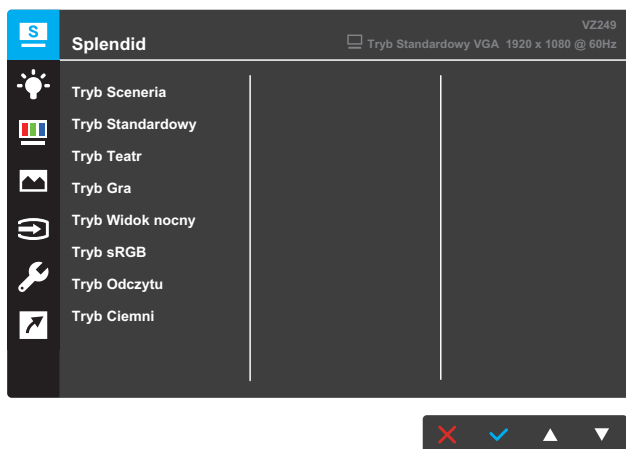 S
VZ249
Splendid
Tryb Standardowy VGA 1920 x 1080 @ 60Hz
Tryb Sceneria
Tryb Standardowy
Tryb Teatr
Tryb Gra
Tryb Widok nocny
Tryb sRGB
Tryb Odczytu
Tryb Ciemni